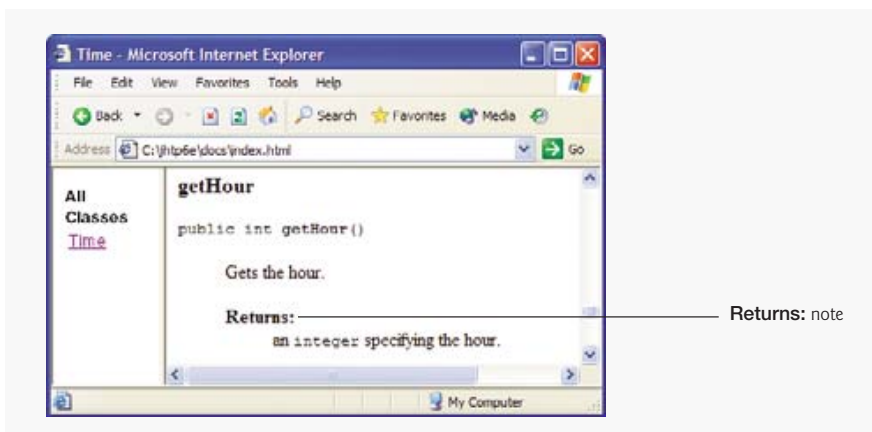 Time - Microsoft Internet Explorer
File Edit View Favorites Tools Help
Back Search Favorites Media
Address C:\jhtp6e\docs\index.html Go
All
Classes
Time
getHour
public int getHour()
Gets the hour.
Returns:
an integer specifying the hour.
Returns: note
My Computer